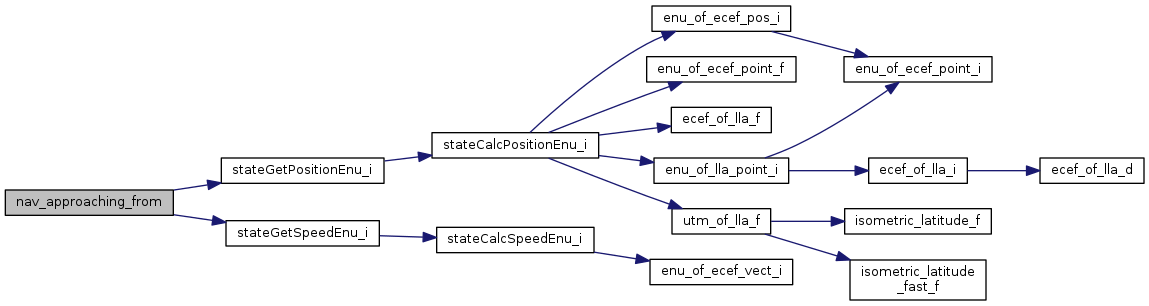 enu_of_ecef_pos_i
enu_of_ecef_point_f
enu_of_ecef_point_i
ecef_of_lla_f
stateCalcPositionEnu_i
stateGetPositionEnu_i
enu_of_lla_point_i
ecef_of_lla_i
ecef_of_lla_d
nav_approaching_from
utm_of_lla_f
isometric_latitude_f
stateGetSpeedEnu_i
stateCalcSpeedEnu_i
enu_of_ecef_vect_i
isometric_latitude
_fast_f